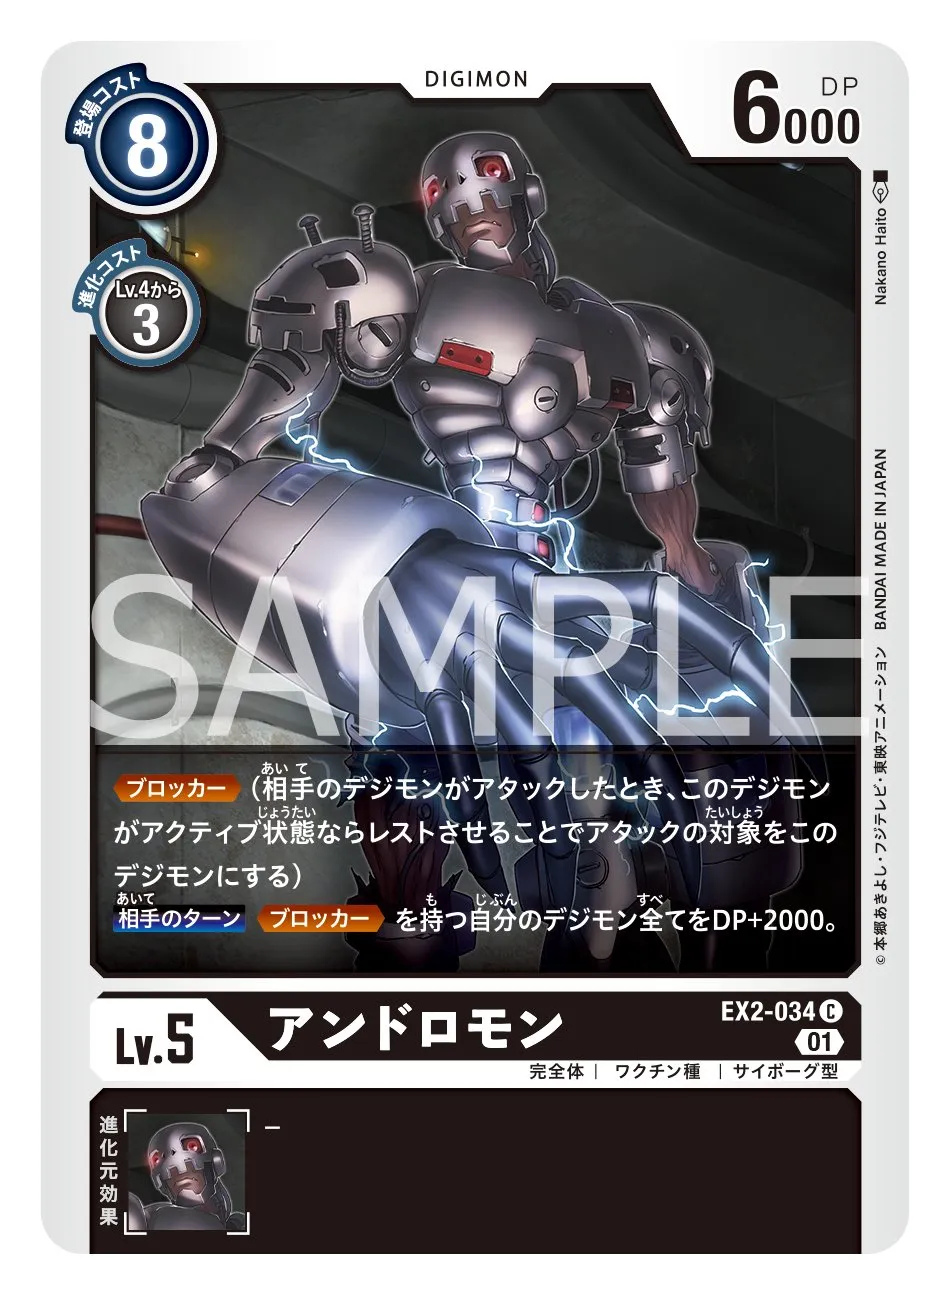 DIGIMON
登場コスト
8
DP
6000
進化コスト
Lv.4から
3
Nakano Haito
SAMPLE
ブロッカー（相手のデジモンがアタックしたとき、このデジモン
がアクティブ状態ならレストさせることでアタックの対象をこの
デジモンにする）
相手のターン ブロッカー を持つ自分のデジモン全てをDP+2000。
©本郷あきよし・フジテレビ・東映アニメーション BANDAI MADE IN JAPAN
Lv.5
アンドロモン
EX2-034 C
01
完全体｜ワクチン種｜サイボーグ型
進化元効果
－